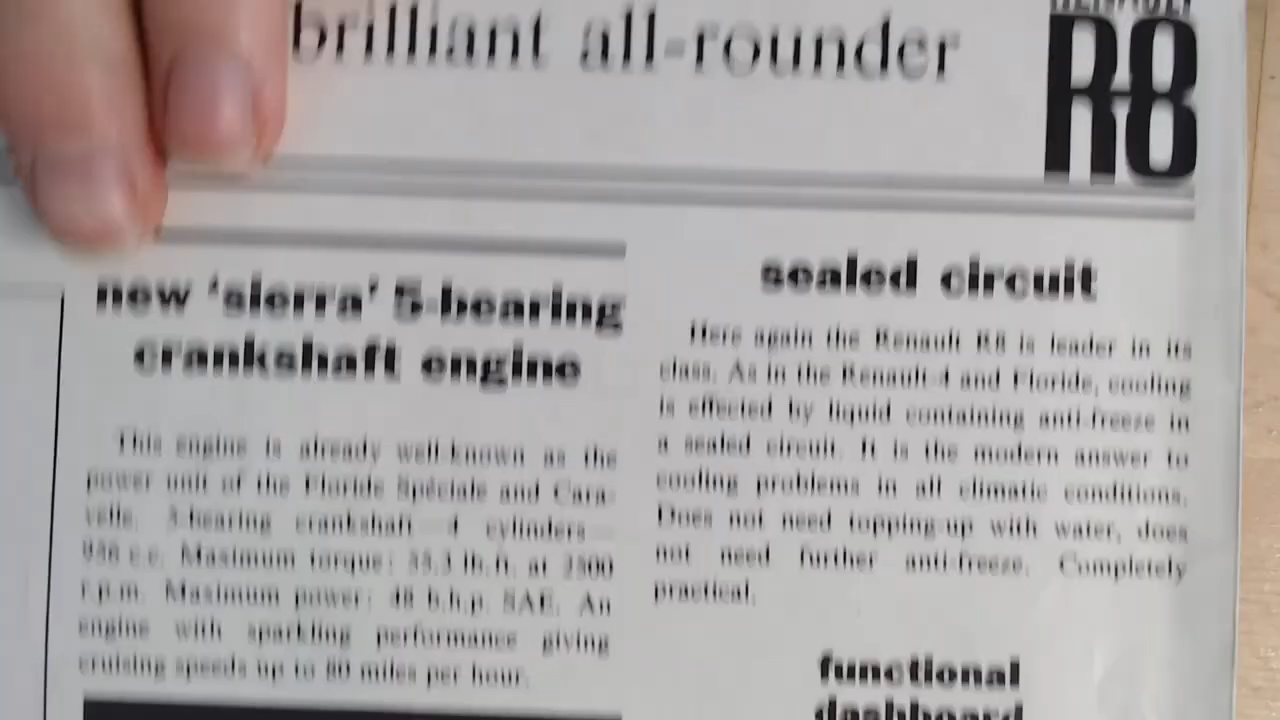 brilliant all-rounder
RENAULT
R8
new 'sierra' 5-bearing
crankshaft engine
This engine is already well-known as the
power unit of the Floride Spéciale and Cara-
velle. 5-bearing crankshaft—4 cylinders—
956 c.c. Maximum torque: 55.3 lb.ft. at 2500
r.p.m. Maximum power: 48 b.h.p. SAE. An
engine with sparkling performance giving
cruising speeds up to 80 miles per hour.
sealed circuit
Here again the Renault R8 is leader in its
class. As in the Renault-4 and Floride, cooling
is effected by liquid containing anti-freeze in
a sealed circuit. It is the modern answer to
cooling problems in all climatic conditions.
Does not need topping-up with water, does
not need further anti-freeze. Completely
practical.
functional
dashboard